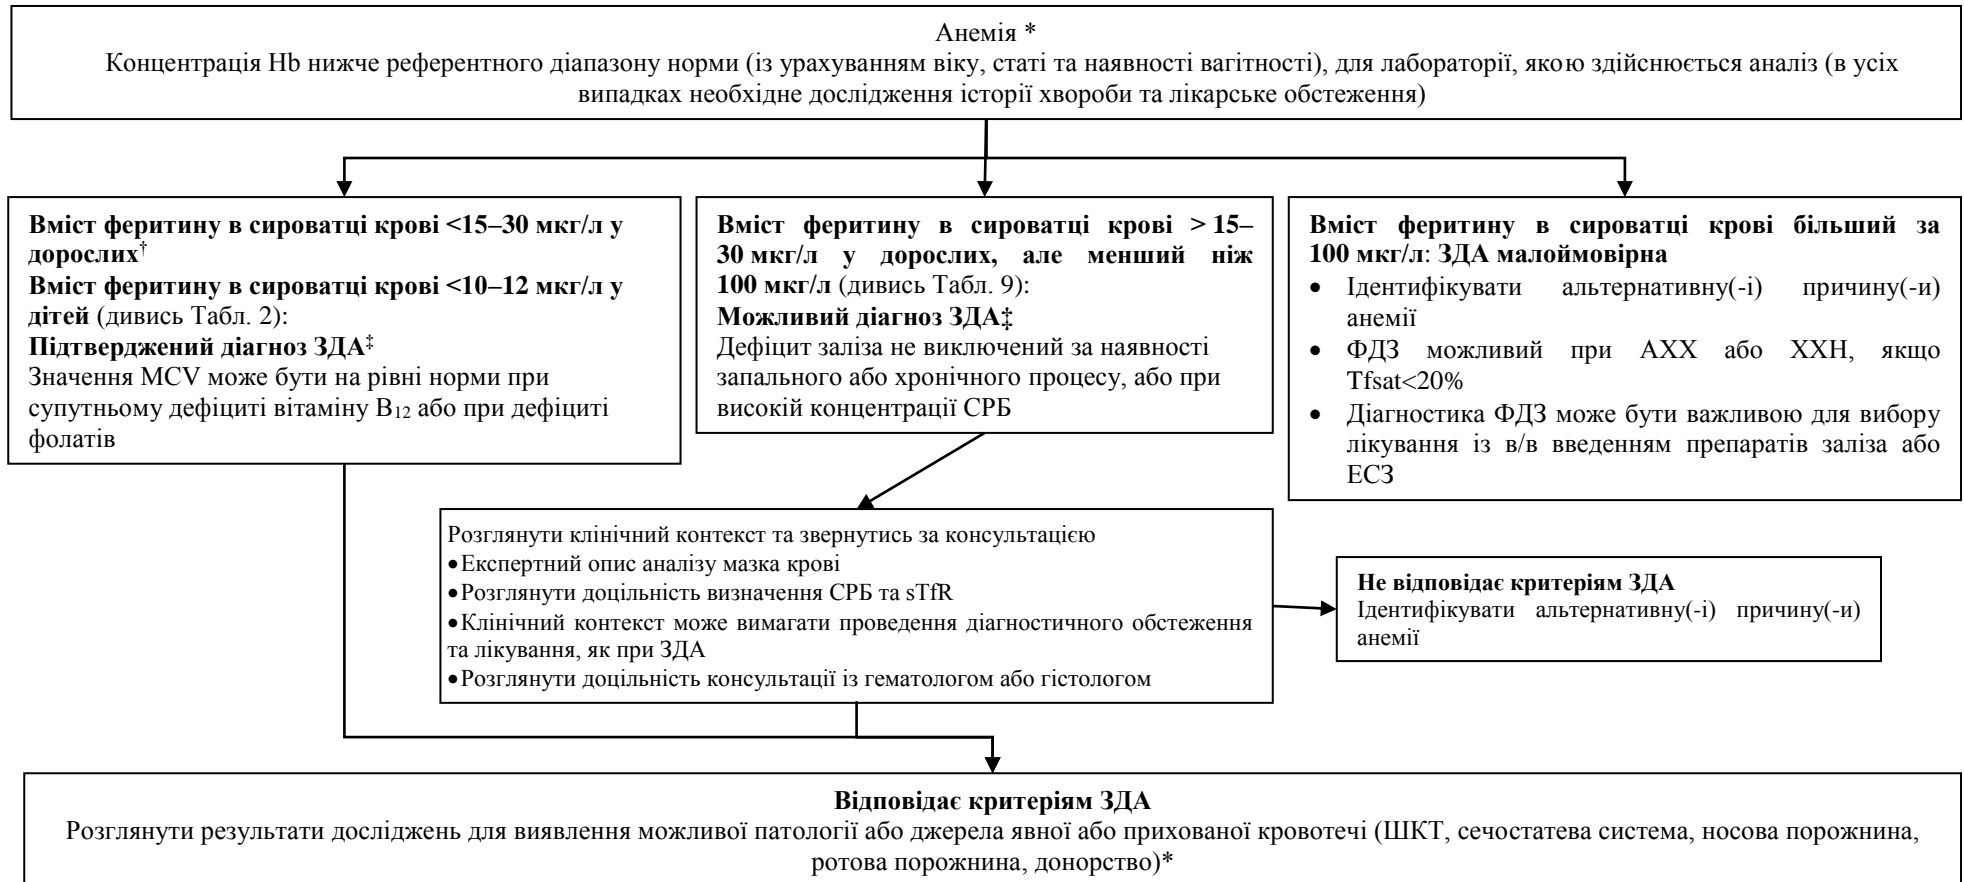 Анемія *
Концентрація Hb нижче референтного діапазону норми (із урахуванням віку, статі та наявності вагітності), для лабораторії, якою здійснюється аналіз (в усіх
випадках необхідне дослідження історії хвороби та лікарське обстеження)
Вміст феритину в сироватці крові <15–30 мкг/л у
дорослих†
Вміст феритину в сироватці крові <10–12 мкг/л у
дітей (дивись Табл. 2):
Підтверджений діагноз ЗДА‡
Значення MCV може бути на рівні норми при
супутньому дефіциті вітаміну B₁₂ або при дефіциті
фолатів
Вміст феритину в сироватці крові > 15–
30 мкг/л у дорослих, але менший ніж
100 мкг/л (дивись Табл. 9):
Можливий діагноз ЗДА‡
Дефіцит заліза не виключений за наявності
запального або хронічного процесу, або при
високій концентрації СРБ
Вміст феритину в сироватці крові більший за
100 мкг/л: ЗДА малоймовірна
• Ідентифікувати альтернативну(-і) причину(-и)
анемії
• ФДЗ можливий при АХХ або ХХН, якщо
Tfsat<20%
• Діагностика ФДЗ може бути важливою для вибору
лікування із в/в введенням препаратів заліза або
ЕСЗ
Розглянути клінічний контекст та звернутись за консультацією
•Експертний опис аналізу мазка крові
•Розглянути доцільність визначення СРБ та sTfR
•Клінічний контекст може вимагати проведення діагностичного обстеження
та лікування, як при ЗДА
•Розглянути доцільність консультації із гематологом або гістологом
Не відповідає критеріям ЗДА
Ідентифікувати альтернативну(-і) причину(-и)
анемії
Відповідає критеріям ЗДА
Розглянути результати досліджень для виявлення можливої патології або джерела явної або прихованої кровотечі (ШКТ, сечостатева система, носова порожнина,
ротова порожнина, донорство)*